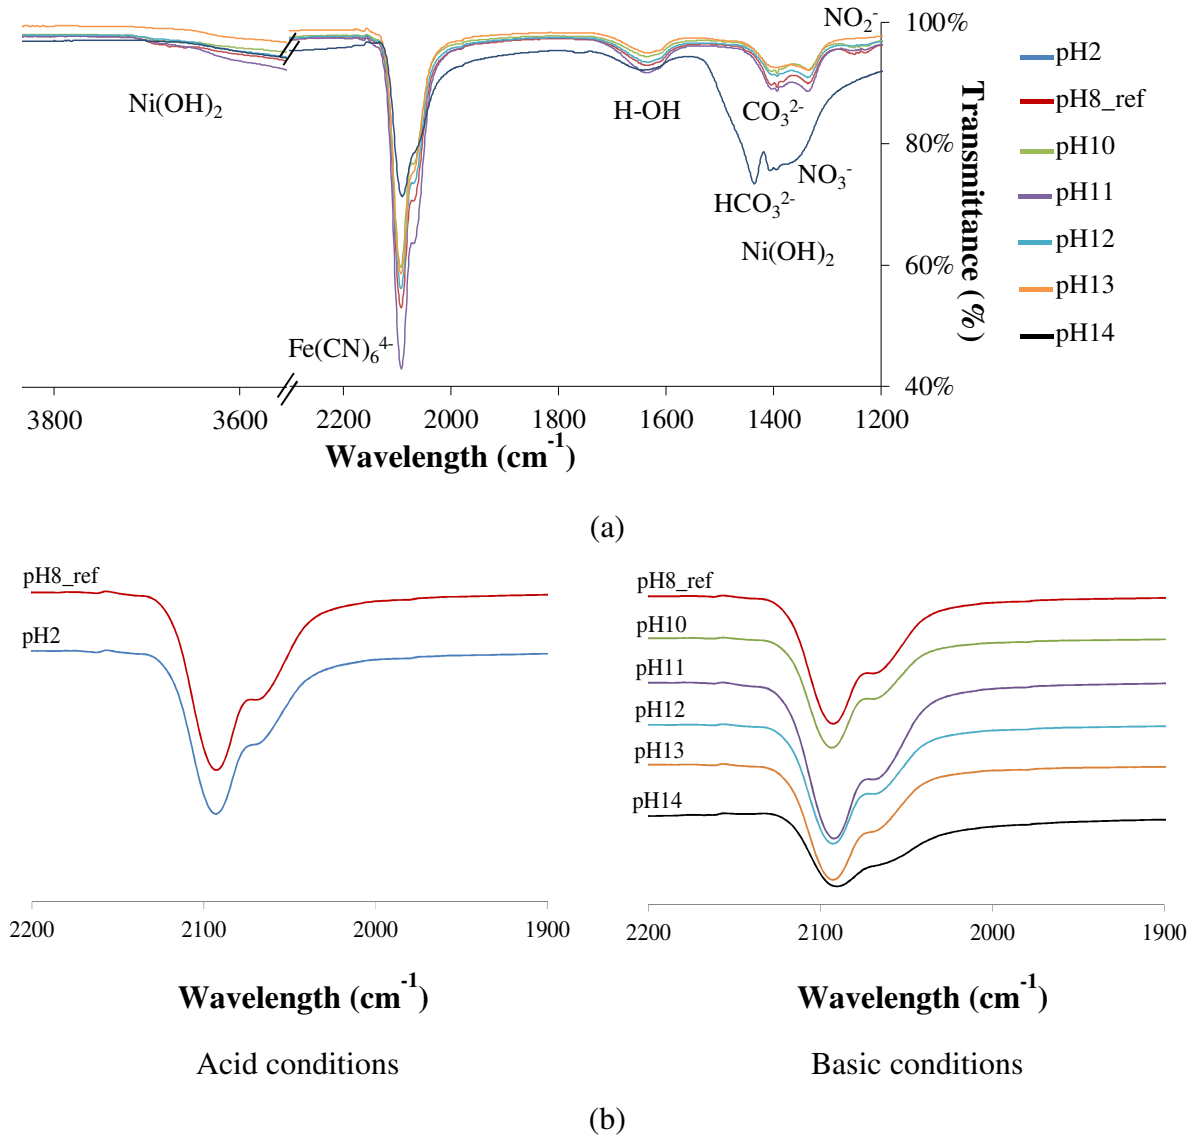 NO₂⁻
100%
pH2
Ni(OH)₂
H-OH
CO₃²⁻
pH8_ref
80%
pH10
NO₃⁻
HCO₃²⁻
pH11
Ni(OH)₂
pH12
60%
pH13
Fe(CN)₆⁴⁻
pH14
Transmittance (%)
40%
3800 3600 2200 2000 1800 1600 1400 1200
Wavelength (cm⁻¹)
(a)
pH8_ref
pH2
2200 2100 2000 1900
Wavelength (cm⁻¹)
Acid conditions
pH8_ref
pH10
pH11
pH12
pH13
pH14
2200 2100 2000 1900
Wavelength (cm⁻¹)
Basic conditions
(b)